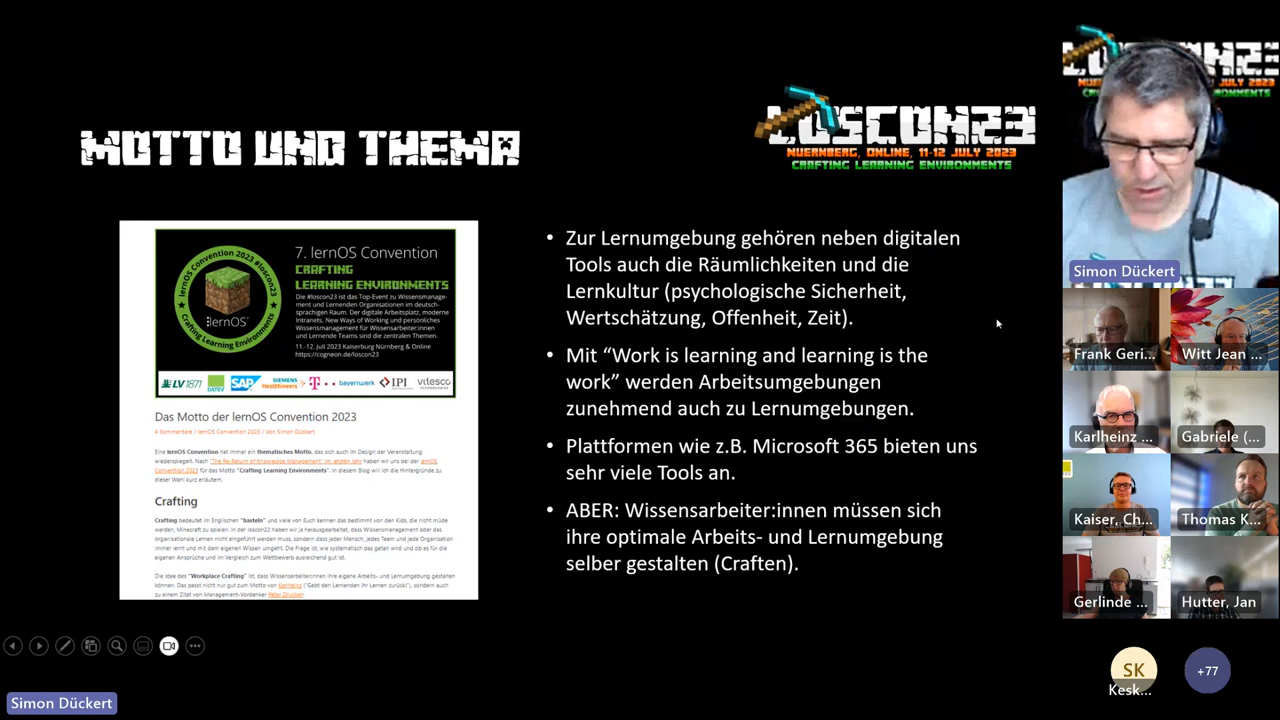 MOTTO UND THEMA
LOSCON23
NUERNBERG, ONLINE, 11-12 JULY 2023
CRAFTING LEARNING ENVIRONMENTS
lernOS Convention 2023 #loscon23
Crafting Learning Environments
lernOS
7. lernOS Convention
CRAFTING
LEARNING ENVIRONMENTS
Die #loscon23 ist das Top-Event zu Wissensmanage-
ment und Lernenden Organisationen im deutsch-
sprachigen Raum. Der digitale Arbeitsplatz, moderne
Intranets, New Ways of Working und persönliches
Wissensmanagement für Wissensarbeiter:innen
und Lernende Teams sind die zentralen Themen.
11.-12. Juli 2023 Kaiserburg Nürnberg & Online
https://cogneon.de/loscon23
LV 1871 DATEV SAP SIEMENS Healthineers T bayernwerk IPI vitesco
Das Motto der lernOS Convention 2023
4 Kommentare / lernOS Convention 2023 / Von Simon Dückert
Eine lernOS Convention hat immer ein thematisches Motto, das sich auch im Design der Veranstaltung
wiederspiegelt. Nach "The Re-Return of Knowledge Management" im letzten Jahr haben wir uns bei der lernOS
Convention 2023 für das Motto "Crafting Learning Environments". In diesem Blog will ich die Hintergründe zu
dieser Wahl kurz erläutern.
Crafting
Crafting bedeutet im Englischen "basteln" und viele von Euch kennen das bestimmt von den Kids, die nicht müde
werden, Minecraft zu spielen. In der loscon22 haben wir ja herausgearbeitet, dass Wissensmanagement oder das
organisationale Lernen nicht eingeführt werden muss, sondern dass jeder Mensch, jedes Team und jede Organisation
immer lernt und mit dem eigenen Wissen umgeht. Die Frage ist, wie systematisch das getan wird und ob es für die
eigenen Ansprüche und im Vergleich zum Wettbewerb ausreichend gut ist.
Die Idee des "Workplace Crafting" ist, dass Wissensarbeiter:innen ihre eigene Arbeits- und Lernumgebung gestalten
können. Das passt nicht nur gut zum Motto von Karlheinz ("Gebt den Lernenden ihr Lernen zurück!"), sondern auch
zu einem Zitat von Management-Vordenker Peter Drucker:
• Zur Lernumgebung gehören neben digitalen
Tools auch die Räumlichkeiten und die
Lernkultur (psychologische Sicherheit,
Wertschätzung, Offenheit, Zeit).
• Mit “Work is learning and learning is the
work” werden Arbeitsumgebungen
zunehmend auch zu Lernumgebungen.
• Plattformen wie z.B. Microsoft 365 bieten uns
sehr viele Tools an.
• ABER: Wissensarbeiter:innen müssen sich
ihre optimale Arbeits- und Lernumgebung
selber gestalten (Craften).
Simon Dückert
Frank Geri...
Witt Jean ...
Karlheinz ...
Gabriele (...
Kaiser, Ch...
Thomas K...
Gerlinde ...
Hutter, Jan
SK
Kesk...
+77
Simon Dückert